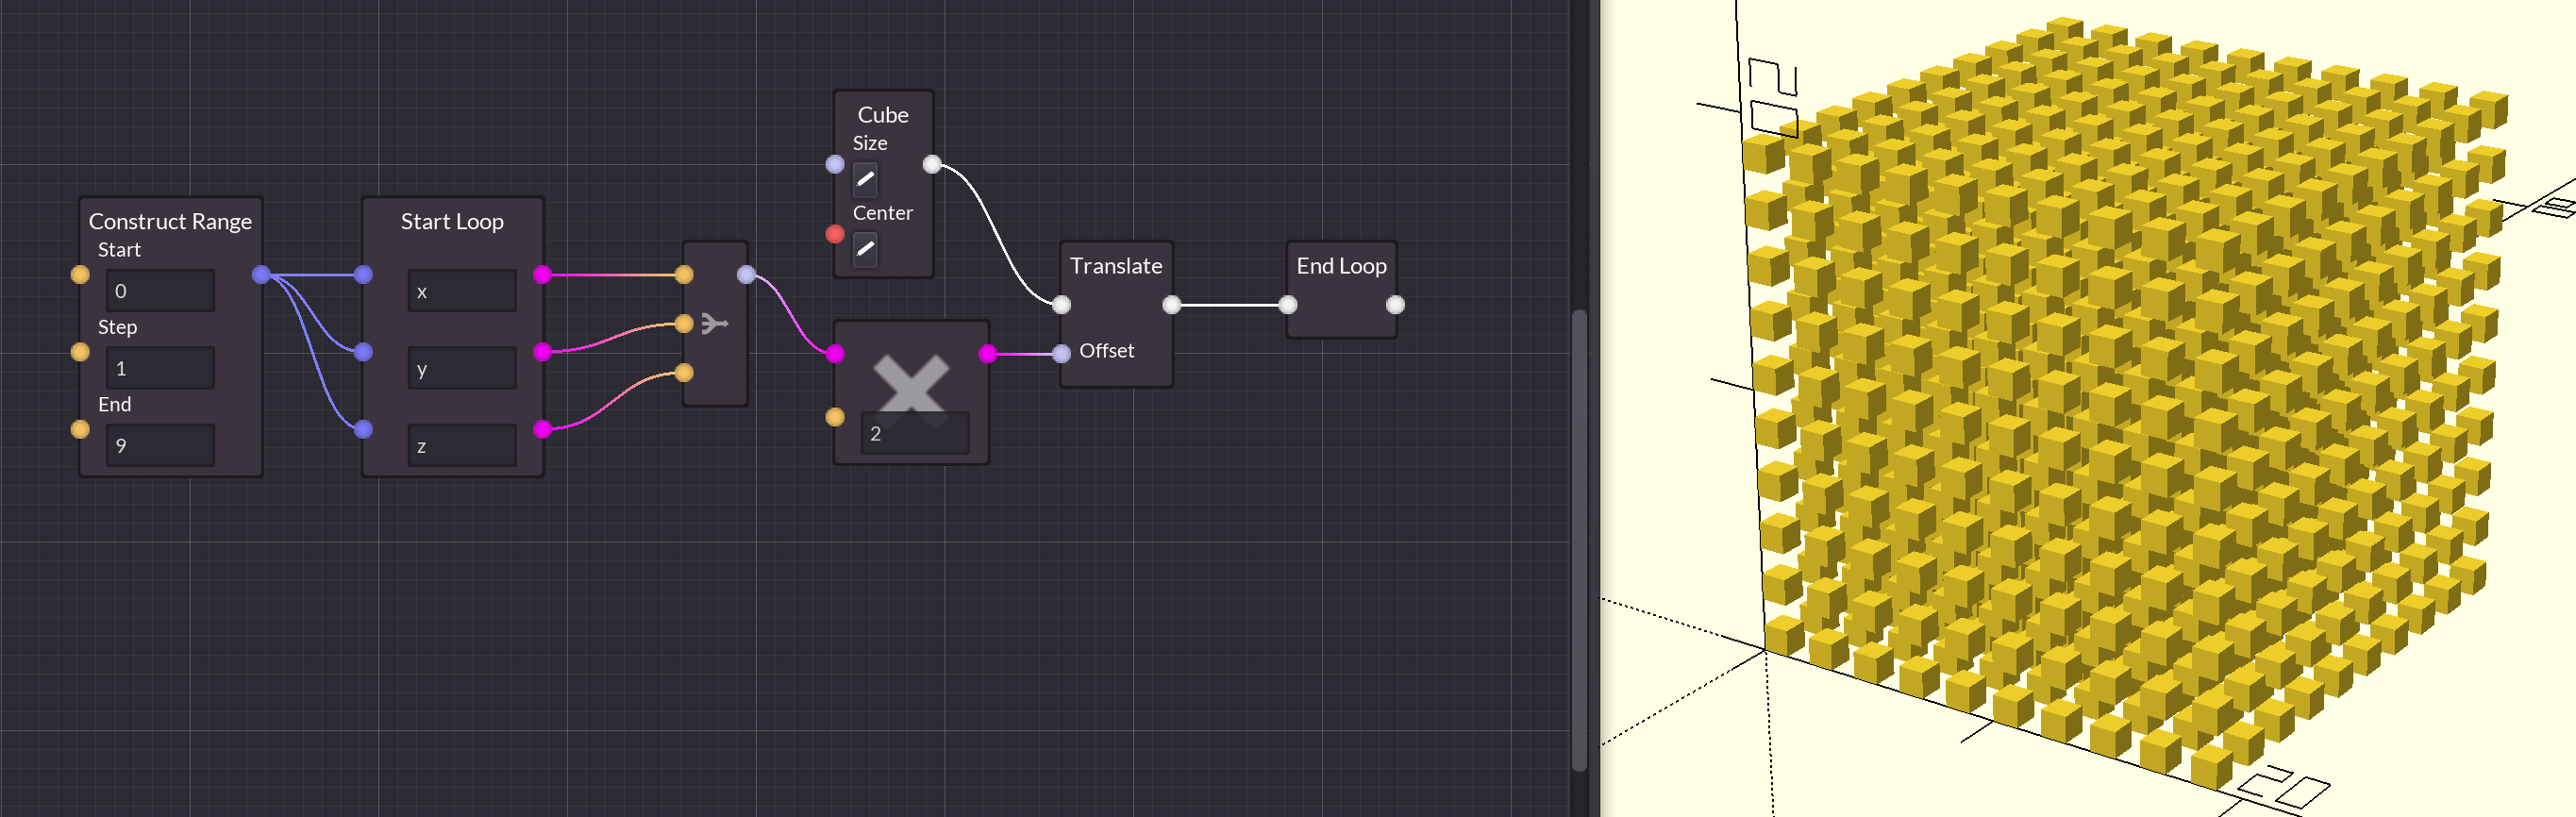 Construct Range
Start
0
Step
1
End
9
Start Loop
x
y
z
Cube
Size
Center
2
Translate
Offset
End Loop
20
20